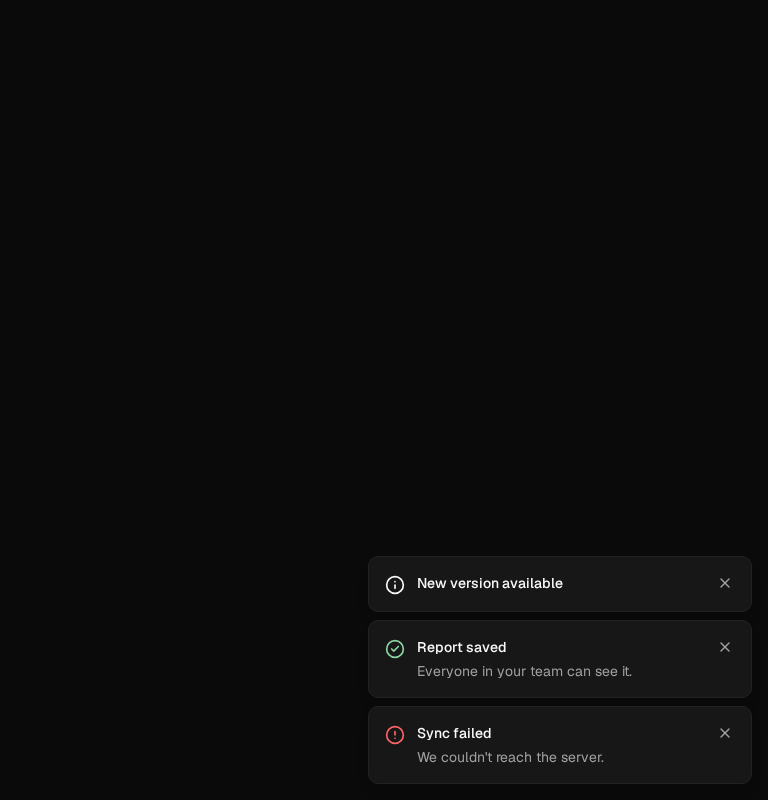 New version available
Report saved
Everyone in your team can see it.
Sync failed
We couldn't reach the server.